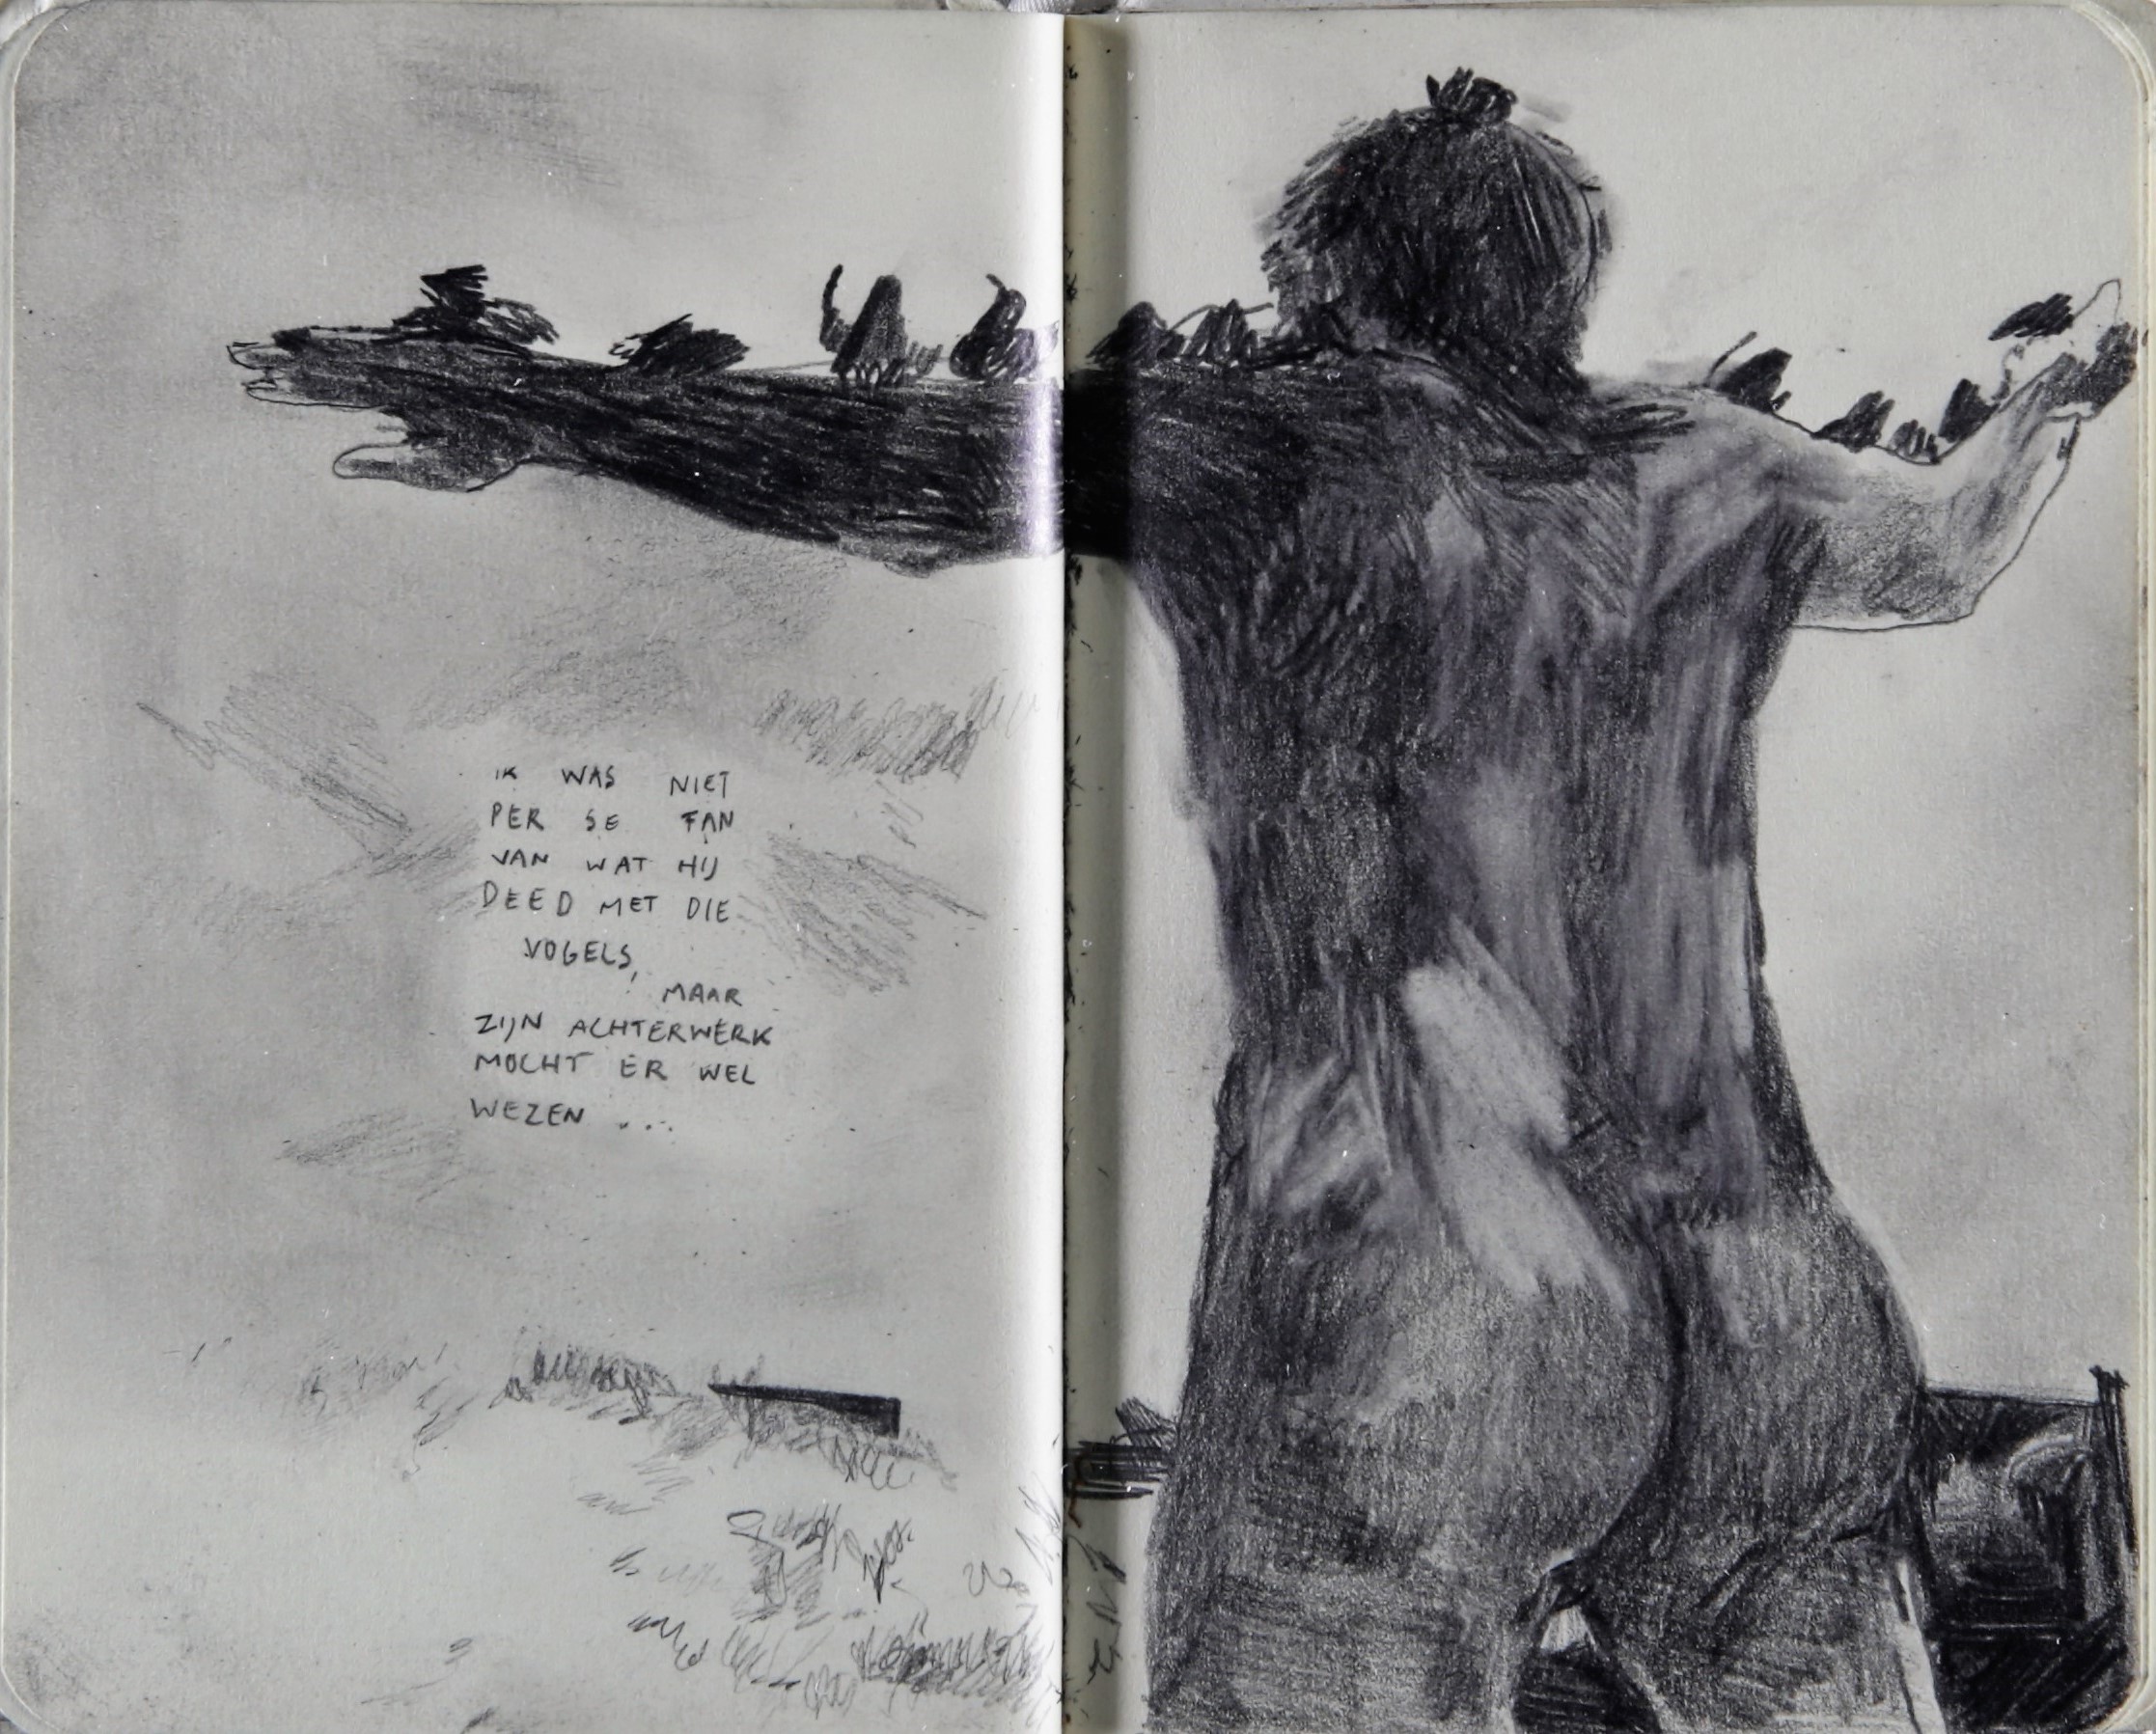 IK WAS NIET
PER SE FAN
VAN WAT HIJ
DEED MET DIE
VOGELS,
MAAR
ZIJN ACHTERWERK
MOCHT ER WEL
WEZEN ...